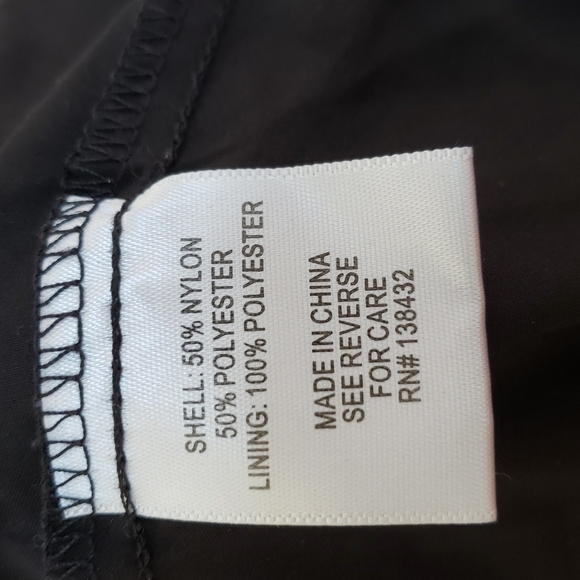 SHELL: 50% NYLON
50% POLYESTER
LINING: 100% POLYESTER
MADE IN CHINA
SEE REVERSE
FOR CARE
RN# 138432